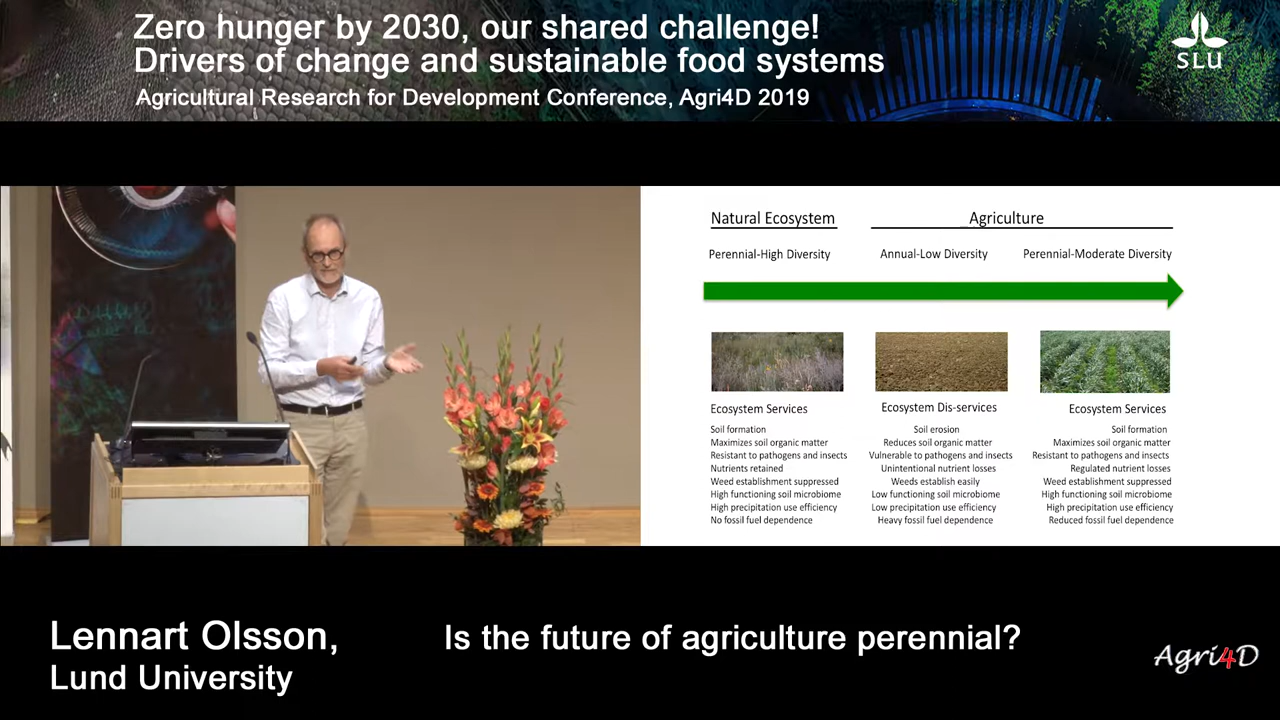 Zero hunger by 2030, our shared challenge!
Drivers of change and sustainable food systems
Agricultural Research for Development Conference, Agri4D 2019
SLU
Natural Ecosystem
Agriculture
Perennial-High Diversity
Annual-Low Diversity
Perennial-Moderate Diversity
Ecosystem Services
Soil formation
Maximizes soil organic matter
Resistant to pathogens and insects
Nutrients retained
Weed establishment suppressed
High functioning soil microbiome
High precipitation use efficiency
No fossil fuel dependence
Ecosystem Dis-services
Soil erosion
Reduces soil organic matter
Vulnerable to pathogens and insects
Unintentional nutrient losses
Weeds establish easily
Low functioning soil microbiome
Low precipitation use efficiency
Heavy fossil fuel dependence
Ecosystem Services
Soil formation
Maximizes soil organic matter
Resistant to pathogens and insects
Regulated nutrient losses
Weed establishment suppressed
High functioning soil microbiome
High precipitation use efficiency
Reduced fossil fuel dependence
Lennart Olsson,
Lund University
Is the future of agriculture perennial?
Agri4D